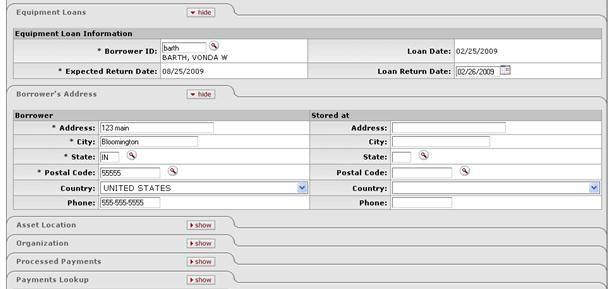 Equipment Loans hide
Equipment Loan Information
* Borrower ID: barth Loan Date: 02/25/2009
BARTH, VONDA W
* Expected Return Date: 08/25/2009 Loan Return Date: 02/26/2009
Borrower's Address hide
Borrower Stored at
* Address: 123 main Address:
* City: Bloomington City:
* State: IN State:
* Postal Code: 55555 Postal Code:
Country: UNITED STATES Country:
Phone: 555-555-5555 Phone:
Asset Location show
Organization show
Processed Payments show
Payments Lookup show